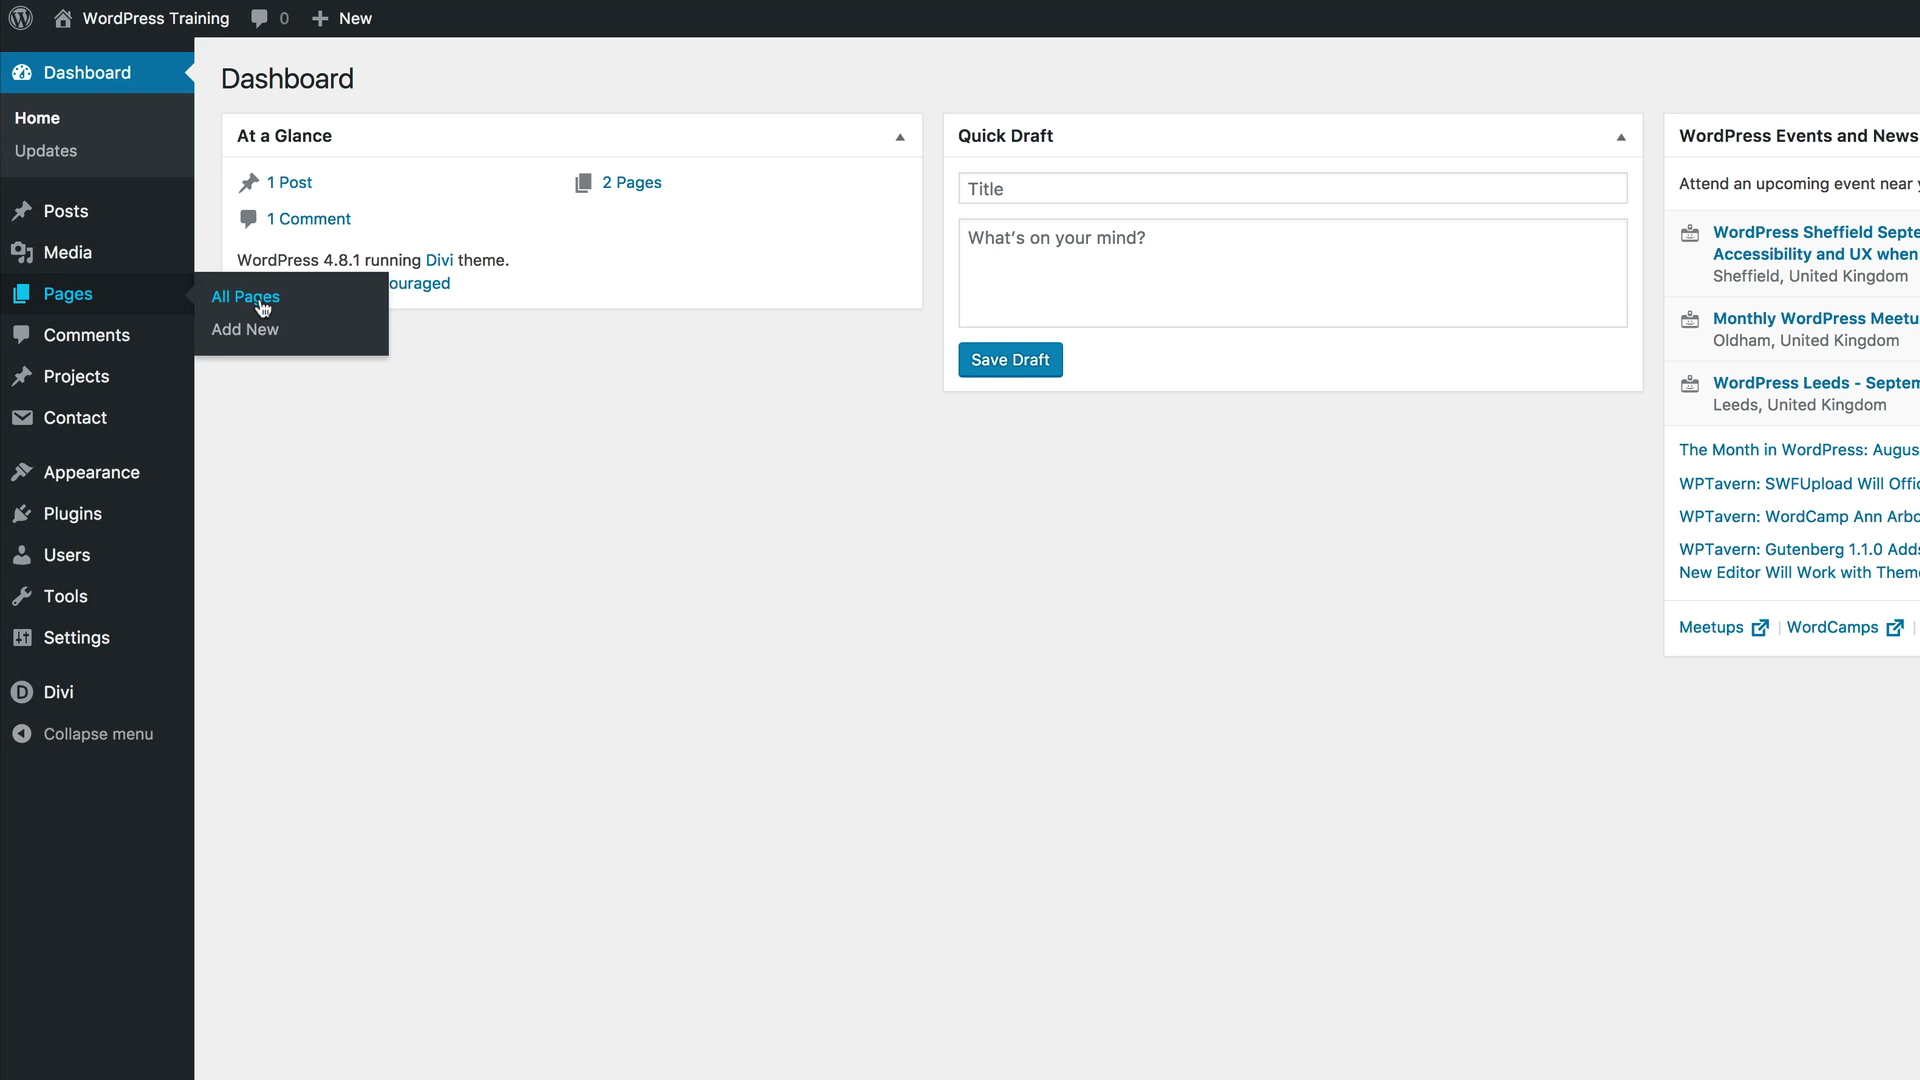 WordPress Training 0 New
Dashboard
Home
Updates
Posts
Media
Pages
Comments
Projects
Contact
Appearance
Plugins
Users
Tools
Settings
Divi
Collapse menu
All Pages
Add New
Dashboard
At a Glance
1 Post
2 Pages
1 Comment
WordPress 4.8.1 running Divi theme.
ouraged
Quick Draft
Title
What's on your mind?
Save Draft
WordPress Events and News
Attend an upcoming event near
WordPress Sheffield Septe
Accessibility and UX when
Sheffield, United Kingdom
Monthly WordPress Meetu
Oldham, United Kingdom
WordPress Leeds - Septem
Leeds, United Kingdom
The Month in WordPress: Augus
WPTavern: SWFUpload Will Offic
WPTavern: WordCamp Ann Arbo
WPTavern: Gutenberg 1.1.0 Adds
New Editor Will Work with Theme
Meetups | WordCamps |